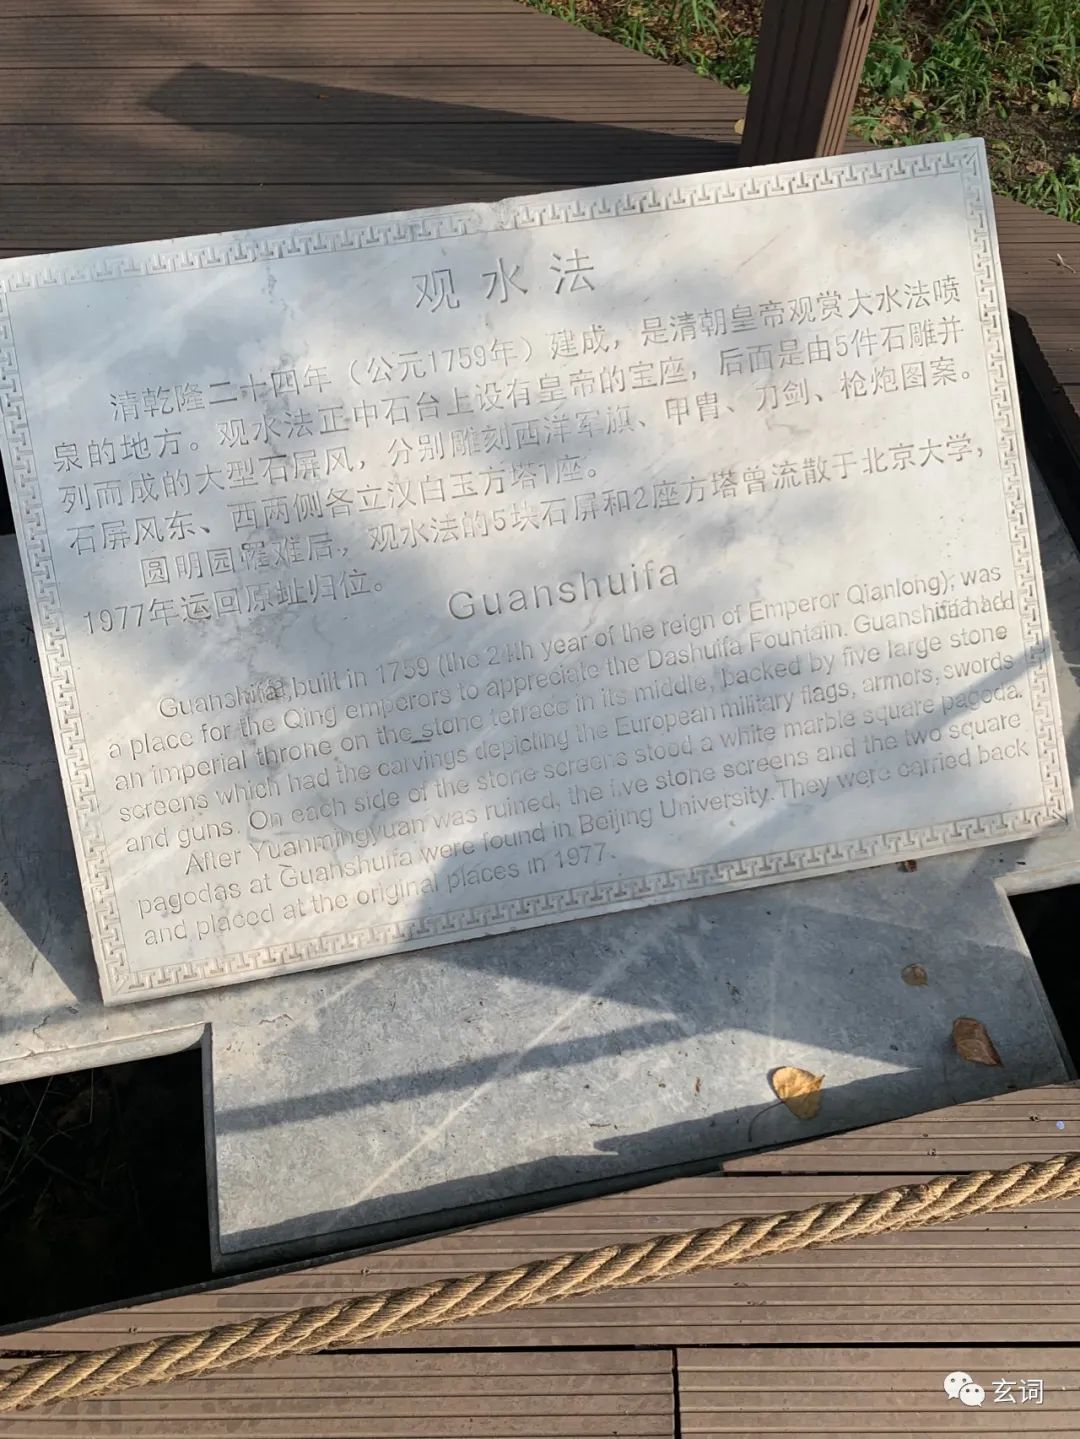 观水法
清乾隆二十四年（公元1759年）建成，是清朝皇帝观赏大水法喷
泉的地方。观水法正中石台上设有皇帝的宝座，后面是由5件石雕并
列而成的大型石屏风，分别雕刻西洋军旗、甲胄、刀剑、枪炮图案。
石屏风东、西两侧各立汉白玉方塔1座。
圆明园罹难后，观水法的5块石屏和2座方塔曾流散于北京大学，
1977年运回原址归位。
Guanshuifa
Guanshuifa, built in 1759 (the 24th year of the reign of Emperor Qianlong), was
a place for the Qing emperors to appreciate the Dashuifa Fountain. Guanshuifa had
an imperial throne on the stone terrace in its middle, backed by five large stone
screens which had the carvings depicting the European military flags, armors, swords
and guns. On each side of the stone screens stood a white marble square pagoda.
After Yuanmingyuan was ruined, the five stone screens and the two square
pagodas at Guanshuifa were found in Beijing University. They were carried back
and placed at the original places in 1977.
玄词